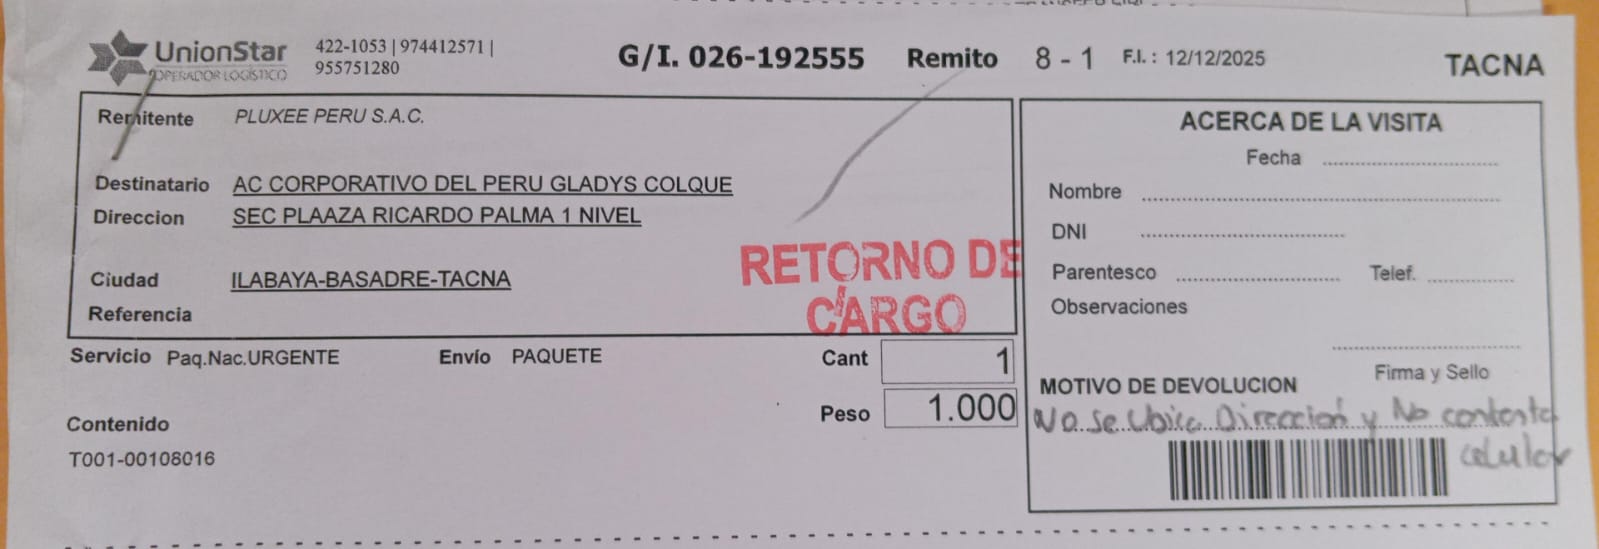 UnionStar
OPERADOR LOGÍSTICO
422-1053 | 974412571 |
955751280
G/I. 026-192555 Remito 8 - 1 F.I. : 12/12/2025 TACNA
Remitente PLUXEE PERU S.A.C.
Destinatario AC CORPORATIVO DEL PERU GLADYS COLQUE
Direccion SEC PLAAZA RICARDO PALMA 1 NIVEL
Ciudad ILABAYA-BASADRE-TACNA
Referencia
RETORNO DE
CARGO
Servicio Paq.Nac.URGENTE Envío PAQUETE Cant 1
Peso 1.000
Contenido
T001-00108016
ACERCA DE LA VISITA
Fecha
Nombre
DNI
Parentesco Telef.
Observaciones
Firma y Sello
MOTIVO DE DEVOLUCION
No Se Ubica Dirección y No contesta
celular